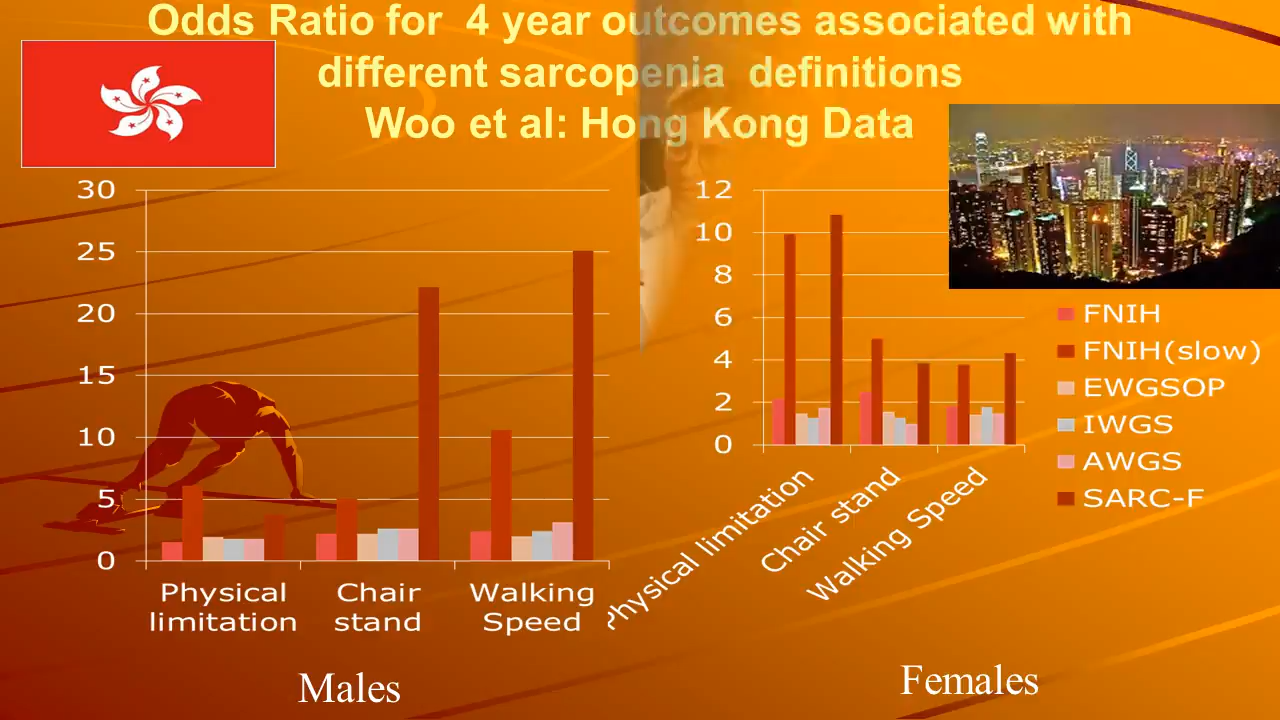 Odds Ratio for 4 year outcomes associated with
different sarcopenia definitions
Woo et al: Hong Kong Data
30
25
20
15
10
5
0
Physical
limitation
Chair
stand
Walking
Speed
Males
12
10
8
6
4
2
0
Physical limitation
Chair stand
Walking Speed
FNIH
FNIH(slow)
EWGSOP
IWGS
AWGS
SARC-F
Females